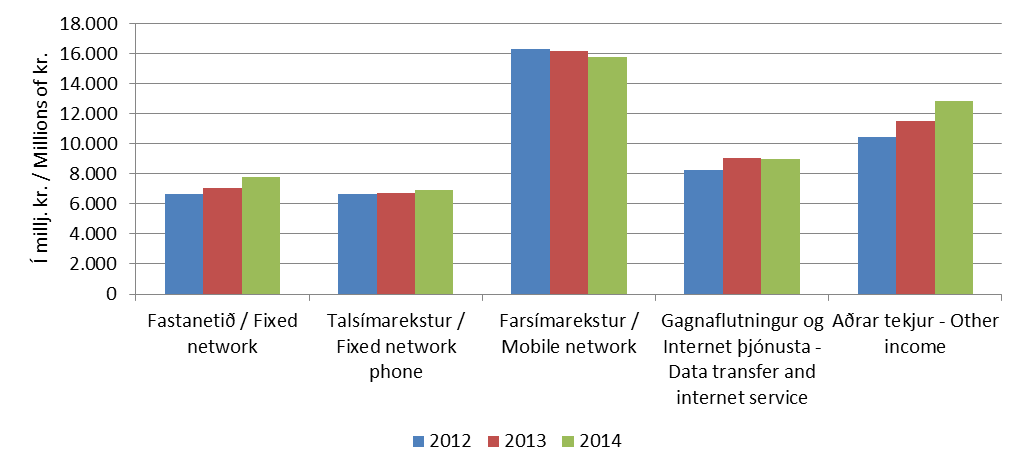 Í millj. kr. / Millions of kr.
18.000
16.000
14.000
12.000
10.000
8.000
6.000
4.000
2.000
0
Fastanetið / Fixed
network
Talsímarekstur /
Fixed network
phone
Farsímarekstur /
Mobile network
Gagnaflutningur og
Internet þjónusta -
Data transfer and
internet service
Aðrar tekjur - Other
income
2012 2013 2014